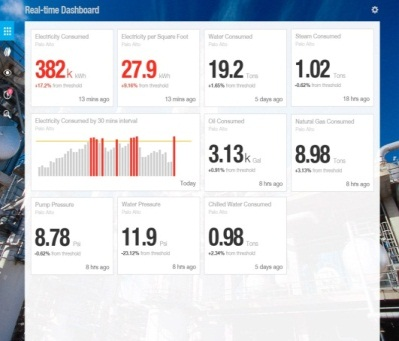 Real-time Dashboard
Electricity Consumed
Palo Alto
382 k kWh
+17.2% from threshold
13 mins ago
Electricity per Square Foot
Palo Alto
27.9 kWh
+9.16% from threshold
13 mins ago
Water Consumed
Palo Alto
19.2 Tons
+1.65% from threshold
5 days ago
Steam Consumed
Palo Alto
1.02 Tons
-0.62% from threshold
19 hrs ago
Electricity Consumed by 30 mins interval
Palo Alto
Today
Oil Consumed
Palo Alto
3.13 k Gal
+0.91% from threshold
8 hrs ago
Natural Gas Consumed
Palo Alto
8.98 Tons
+3.13% from threshold
8 hrs ago
Pump Pressure
Palo Alto
8.78 Psi
-0.62% from threshold
8 hrs ago
Water Pressure
Palo Alto
11.9 Psi
-23.12% from threshold
8 hrs ago
Chilled Water Consumed
Palo Alto
0.98 Tons
+2.34% from threshold
5 days ago